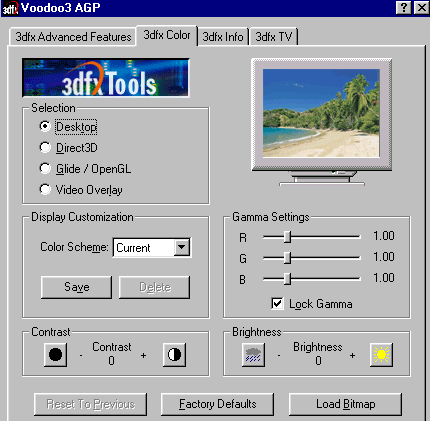 3dfx Voodoo3 AGP ? ×
3dfx Advanced Features 3dfx Color 3dfx Info 3dfx TV
3dfx Tools
Selection
Desktop
Direct3D
Glide / OpenGL
Video Overlay
Display Customization
Color Scheme: Current
Save Delete
Gamma Settings
R 1.00
G 1.00
B 1.00
Lock Gamma
Contrast
- Contrast +
0
Brightness
- Brightness +
0
Reset To Previous Factory Defaults Load Bitmap